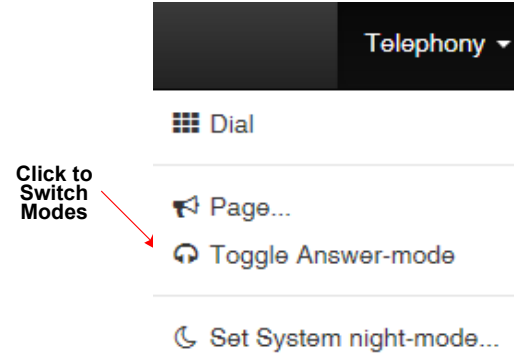 Telephony
Dial
Click to
Switch
Modes
Page...
Toggle Answer-mode
Set System night-mode...